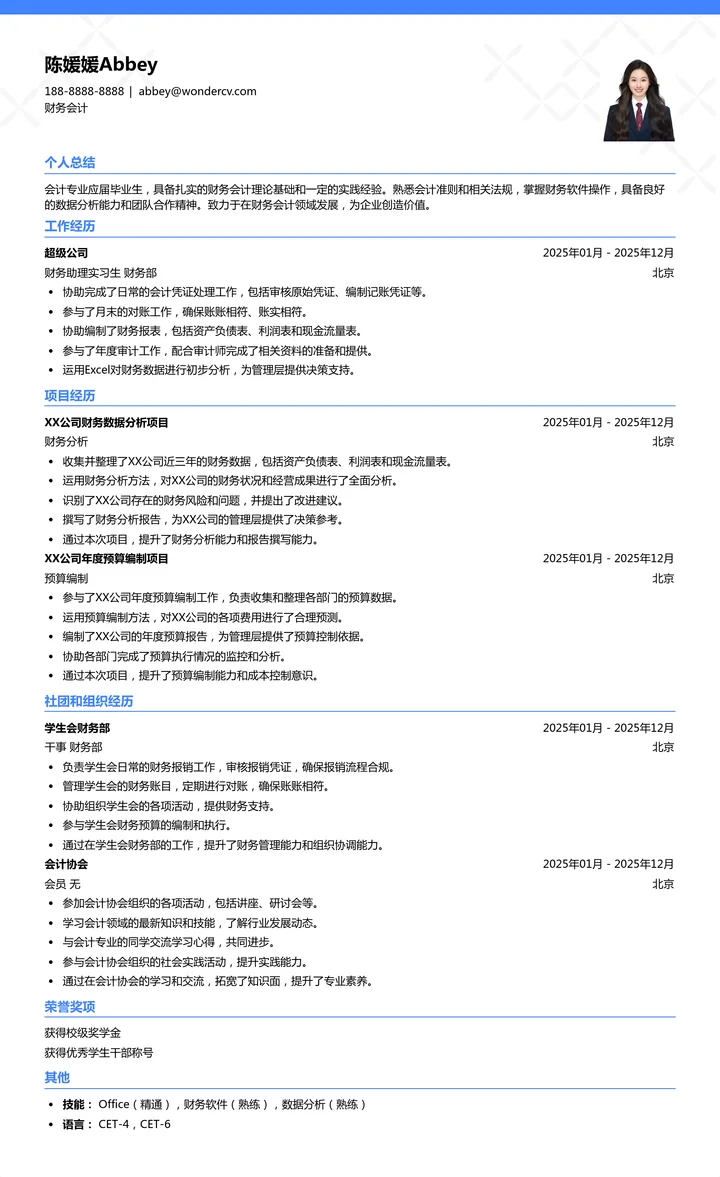 陈媛媛Abbey
188-8888-8888 | abbey@wondercv.com
财务会计
个人总结
会计专业应届毕业生，具备扎实的财务会计理论基础和一定的实践经验。熟悉会计准则和相关法规，掌握财务软件操作，具备良好
的数据分析能力和团队合作精神。致力于在财务会计领域发展，为企业创造价值。
工作经历
超级公司 2025年01月 - 2025年12月
财务助理实习生 财务部 北京
• 协助完成了日常的会计凭证处理工作，包括审核原始凭证、编制记账凭证等。
• 参与了月末的对账工作，确保账账相符、账实相符。
• 协助编制了财务报表，包括资产负债表、利润表和现金流量表。
• 参与了年度审计工作，配合审计师完成了相关资料的准备和提供。
• 运用Excel对财务数据进行初步分析，为管理层提供决策支持。
项目经历
XX公司财务数据分析项目 2025年01月 - 2025年12月
财务分析 北京
• 收集并整理了XX公司近三年的财务数据，包括资产负债表、利润表和现金流量表。
• 运用财务分析方法，对XX公司的财务状况和经营成果进行了全面分析。
• 识别了XX公司存在的财务风险和问题，并提出了改进建议。
• 撰写了财务分析报告，为XX公司的管理层提供了决策参考。
• 通过本次项目，提升了财务分析能力和报告撰写能力。
XX公司年度预算编制项目 2025年01月 - 2025年12月
预算编制 北京
• 参与了XX公司年度预算编制工作，负责收集和整理各部门的预算数据。
• 运用预算编制方法，对XX公司的各项费用进行了合理预测。
• 编制了XX公司的年度预算报告，为管理层提供了预算控制依据。
• 协助各部门完成了预算执行情况的监控和分析。
• 通过本次项目，提升了预算编制能力和成本控制意识。
社团和组织经历
学生会财务部 2025年01月 - 2025年12月
干事 财务部 北京
• 负责学生会日常的财务报销工作，审核报销凭证，确保报销流程合规。
• 管理学生会的财务账目，定期进行对账，确保账账相符。
• 协助组织学生会的各项活动，提供财务支持。
• 参与学生会财务预算的编制和执行。
• 通过在学生会财务部的工作，提升了财务管理能力和组织协调能力。
会计协会 2025年01月 - 2025年12月
会员 无 北京
• 参加会计协会组织的各项活动，包括讲座、研讨会等。
• 学习会计领域的最新知识和技能，了解行业发展动态。
• 与会计专业的同学交流学习心得，共同进步。
• 参与会计协会组织的社会实践活动，提升实践能力。
• 通过在会计协会的学习和交流，拓宽了知识面，提升了专业素养。
荣誉奖项
获得校级奖学金
获得优秀学生干部称号
其他
• 技能： Office（精通），财务软件（熟练），数据分析（熟练）
• 语言： CET-4，CET-6